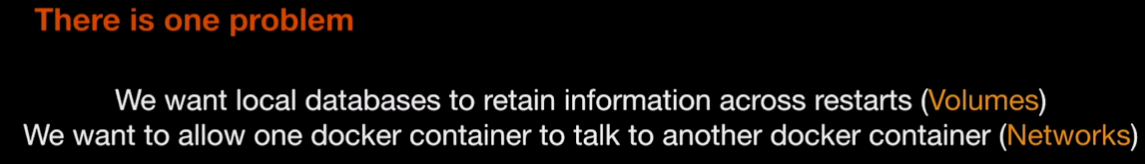 There is one problem
We want local databases to retain information across restarts (Volumes)
We want to allow one docker container to talk to another docker container (Networks)